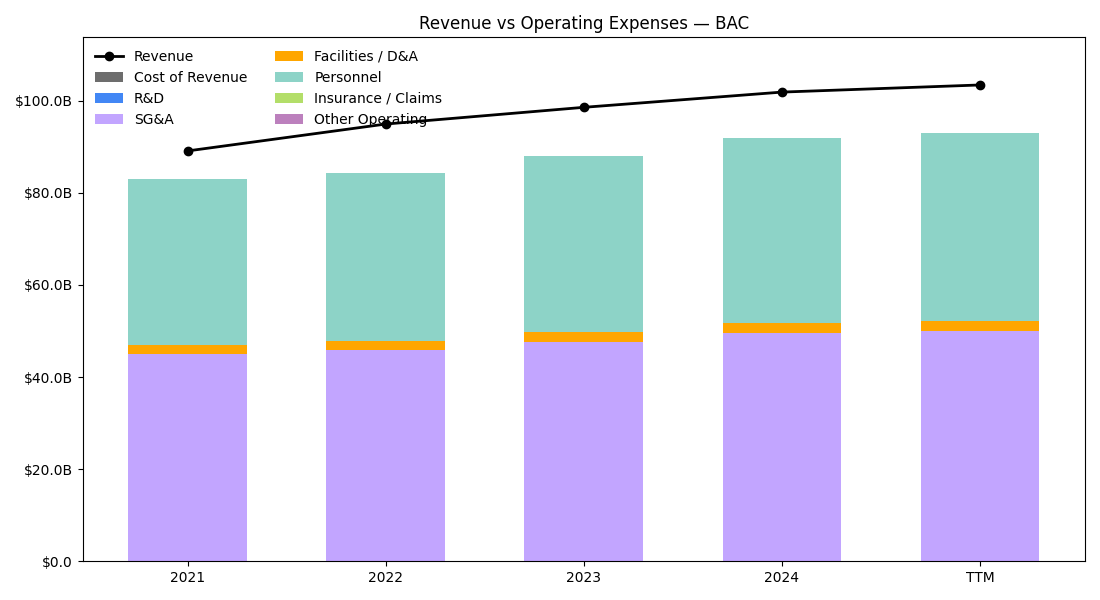 Revenue vs Operating Expenses — BAC
Revenue
Cost of Revenue
R&D
SG&A
Facilities / D&A
Personnel
Insurance / Claims
Other Operating
$100.0B
$80.0B
$60.0B
$40.0B
$20.0B
$0.0
2021 2022 2023 2024 TTM